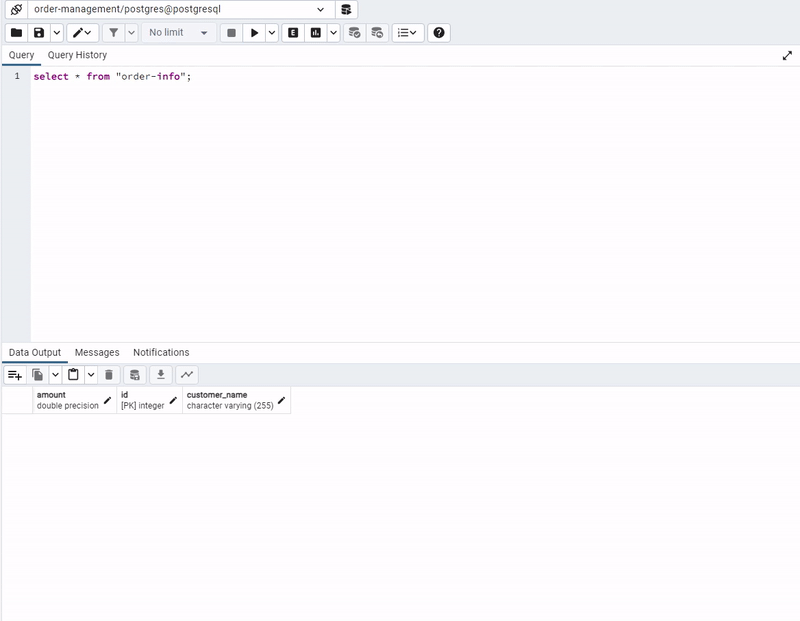 order-management/postgres@postgresql
No limit
E
Query Query History
1 select * from "order-info";
Data Output Messages Notifications
amount id customer_name
double precision [PK] integer character varying (255)